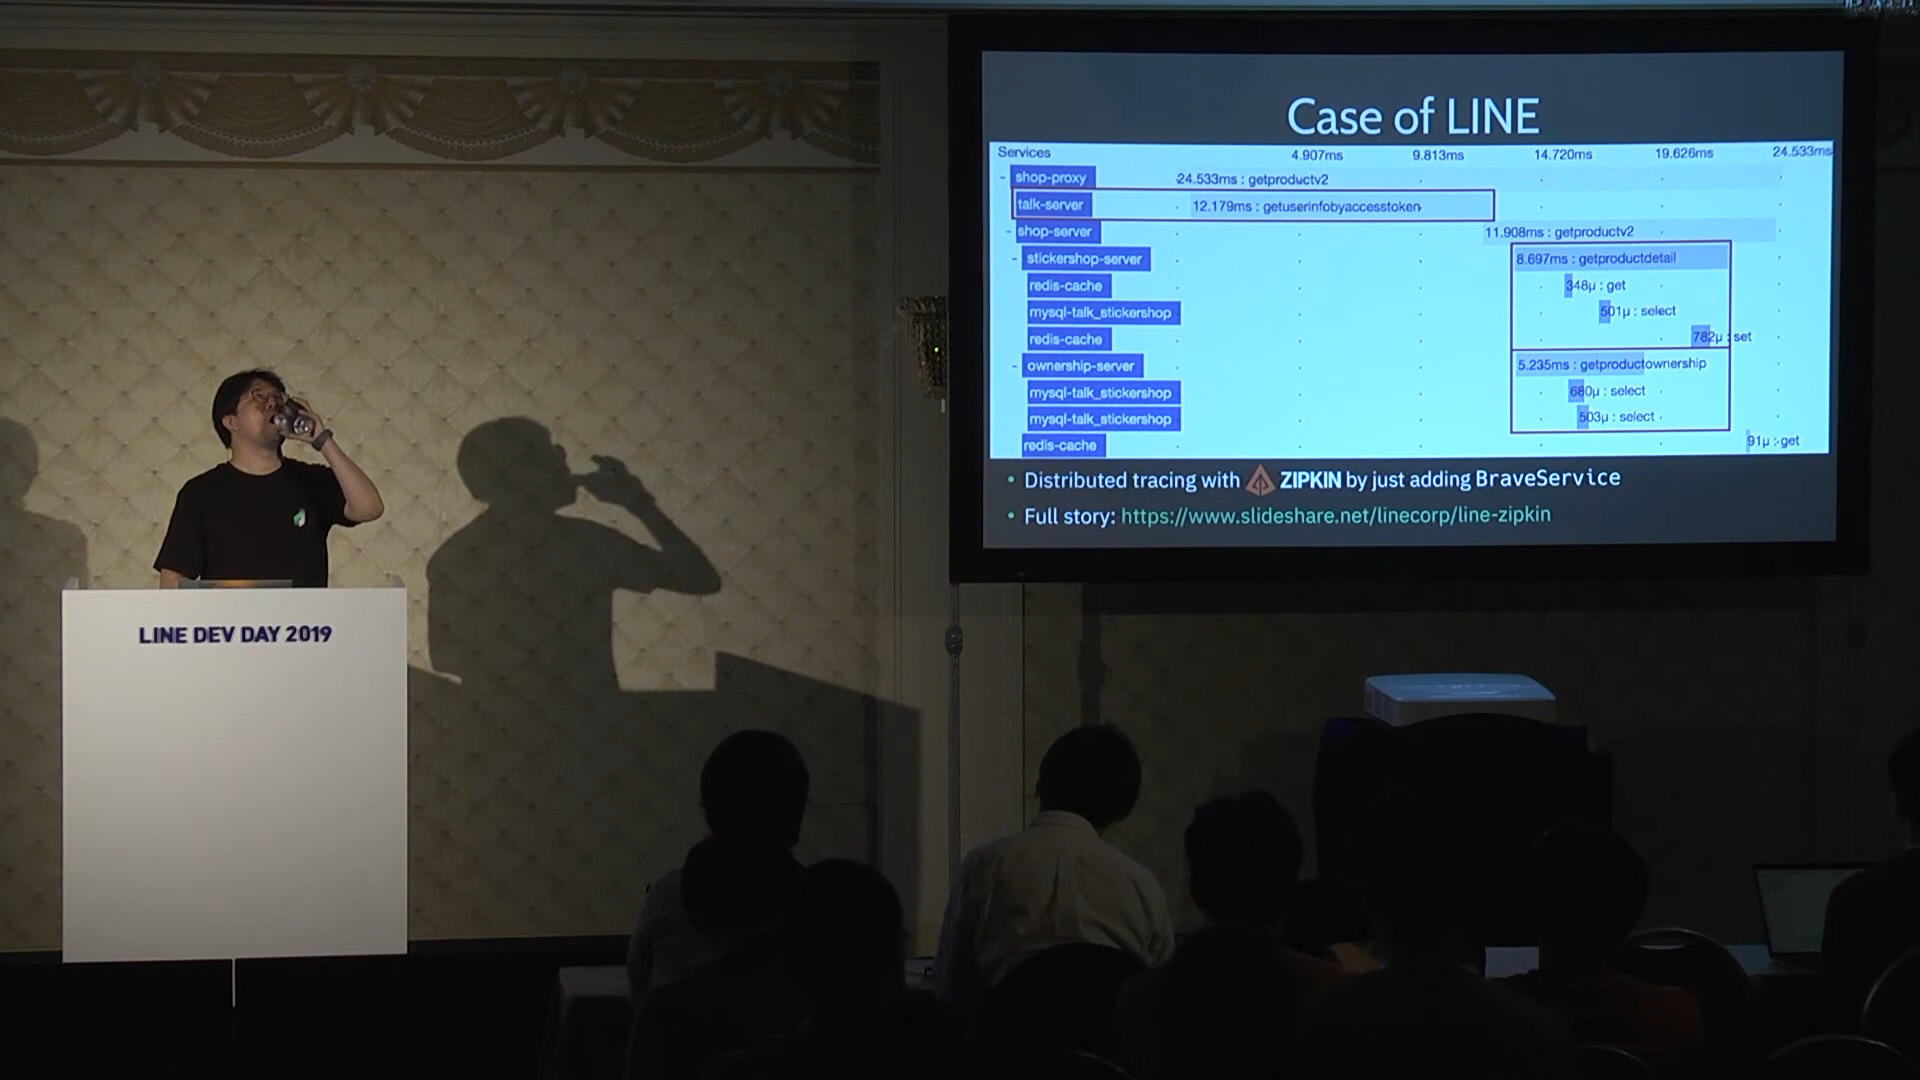 Case of LINE
Services 4.907ms 9.813ms 14.720ms 19.626ms 24.533ms
- shop-proxy 24.533ms : getproductv2
talk-server 12.179ms : getuserinfobyaccesstoken
- shop-server 11.908ms : getproductv2
- stickershop-server 8.697ms : getproductdetail
redis-cache 348μ : get
mysql-talk_stickershop 501μ : select
redis-cache 782μ : set
- ownership-server 5.235ms : getproductownership
mysql-talk_stickershop 680μ : select
mysql-talk_stickershop 503μ : select
redis-cache 91μ : get
• Distributed tracing with ZIPKIN by just adding BraveService
• Full story: https://www.slideshare.net/linecorp/line-zipkin
LINE DEV DAY 2019